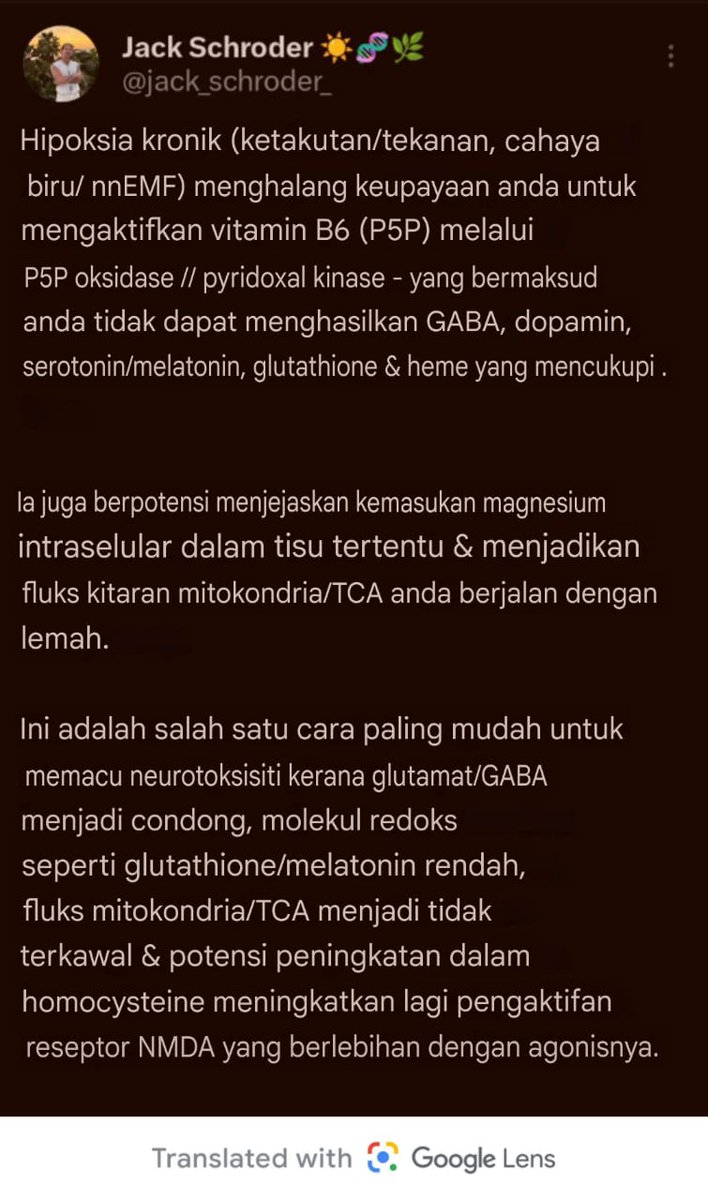 Jack Schroder ☀️🧬🌿
@jack_schroder_
Hipoksia kronik (ketakutan/tekanan, cahaya
biru/ nnEMF) menghalang keupayaan anda untuk
mengaktifkan vitamin B6 (P5P) melalui
P5P oksidase // pyridoxal kinase - yang bermaksud
anda tidak dapat menghasilkan GABA, dopamin,
serotonin/melatonin, glutathione & heme yang mencukupi .
Ia juga berpotensi menjejaskan kemasukan magnesium
intraselular dalam tisu tertentu & menjadikan
fluks kitaran mitokondria/TCA anda berjalan dengan
lemah.
Ini adalah salah satu cara paling mudah untuk
memacu neurotoksisiti kerana glutamat/GABA
menjadi condong, molekul redoks
seperti glutathione/melatonin rendah,
fluks mitokondria/TCA menjadi tidak
terkawal & potensi peningkatan dalam
homocysteine meningkatkan lagi pengaktifan
reseptor NMDA yang berlebihan dengan agonisnya.
Translated with Google Lens